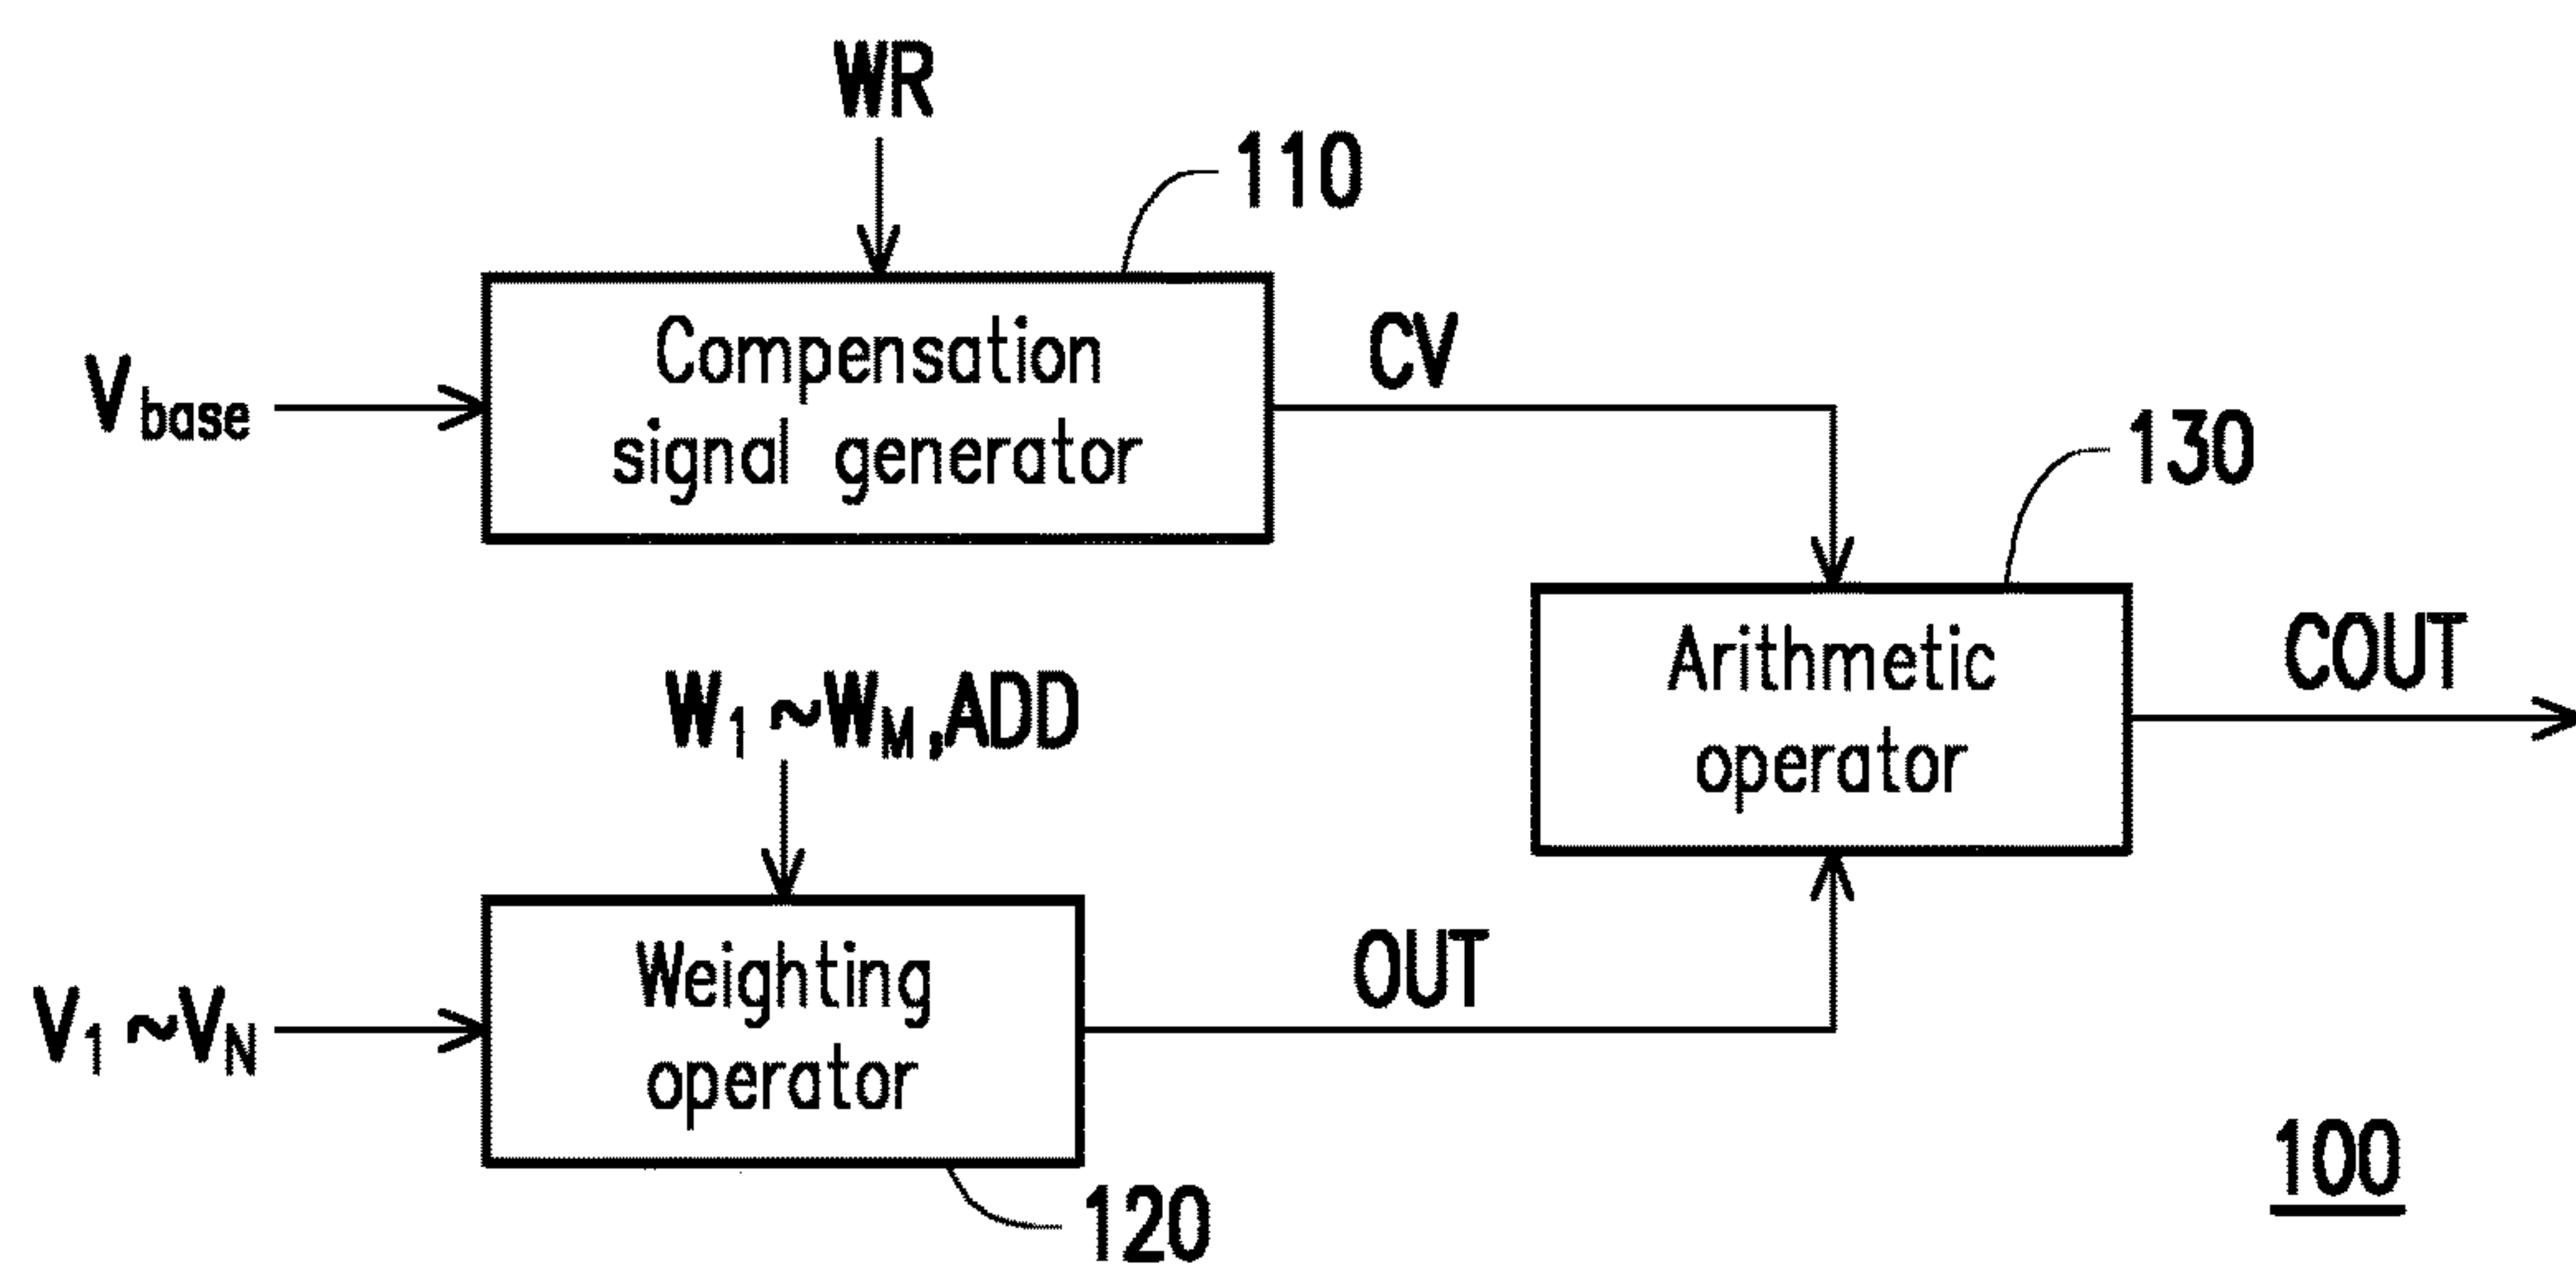 WR
110
Compensation
signal generator
V base
CV
130
Arithmetic
operator
COUT
W1 ~WM,ADD
Weighting
operator
V1 ~VN
OUT
120
100